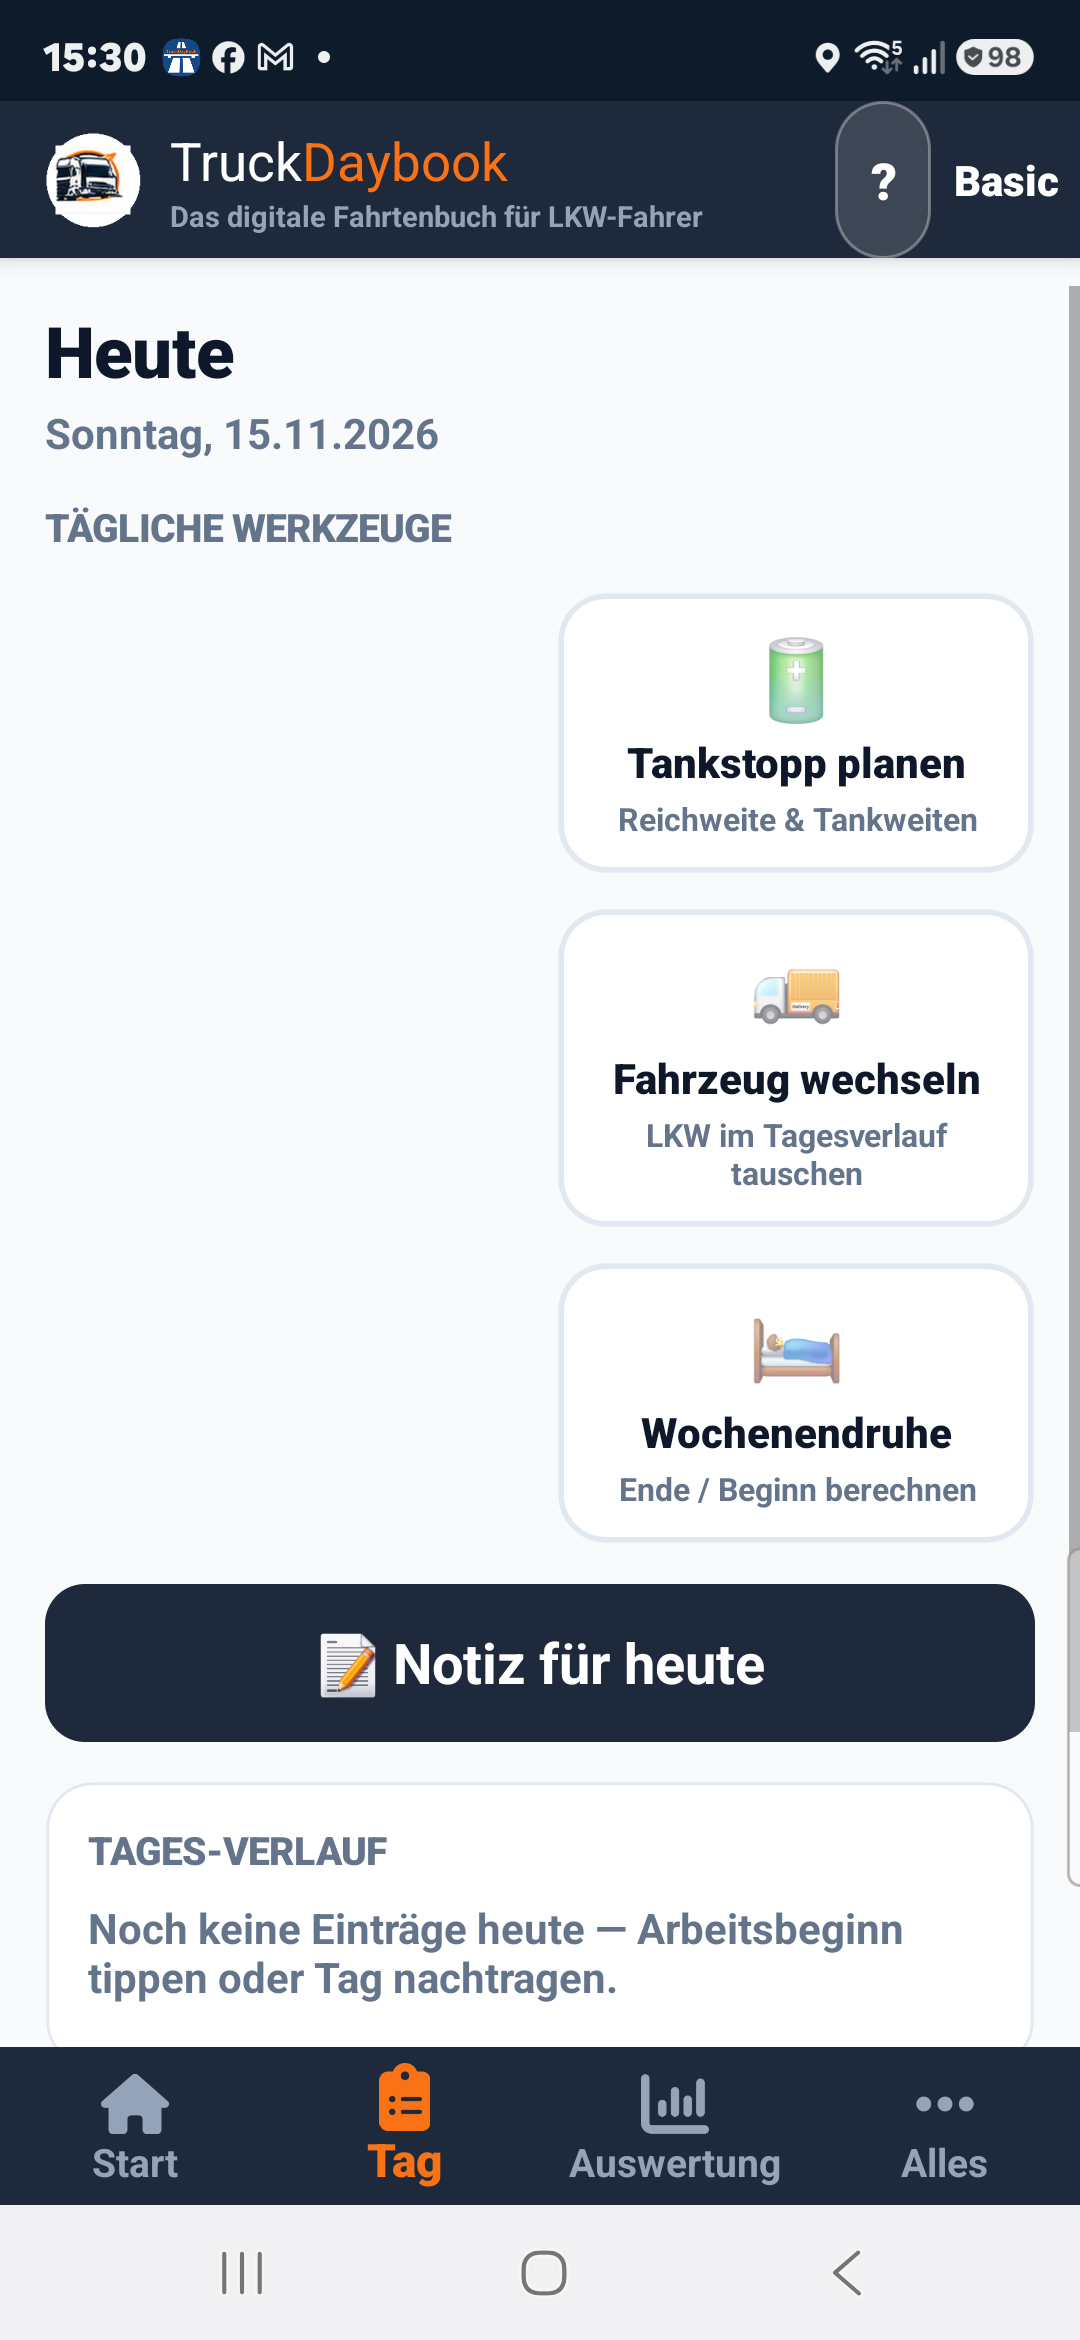 15:30
5
98
TruckDaybook
Das digitale Fahrtenbuch für LKW-Fahrer
?
Basic
Heute
Sonntag, 15.11.2026
TÄGLICHE WERKZEUGE
Tankstopp planen
Reichweite & Tankweiten
Fahrzeug wechseln
LKW im Tagesverlauf
tauschen
Wochenendruhe
Ende / Beginn berechnen
Notiz für heute
TAGES-VERLAUF
Noch keine Einträge heute — Arbeitsbeginn
tippen oder Tag nachtragen.
Start
Tag
Auswertung
Alles